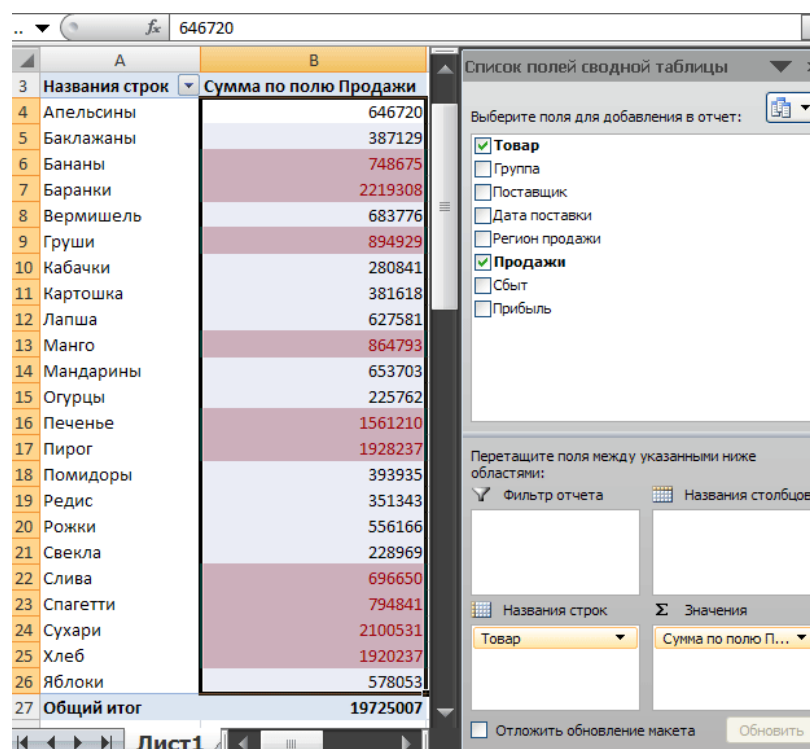 .. fx 646720
A B
3 Названия строк Сумма по полю Продажи
4 Апельсины 646720
5 Баклажаны 387129
6 Бананы 748675
7 Баранки 2219308
8 Вермишель 683776
9 Груши 894929
10 Кабачки 280841
11 Картошка 381618
12 Лапша 627581
13 Манго 864793
14 Мандарины 653703
15 Огурцы 225762
16 Печенье 1561210
17 Пирог 1928237
18 Помидоры 393935
19 Редис 351343
20 Рожки 556166
21 Свекла 228969
22 Слива 696650
23 Спагетти 794841
24 Сухари 2100531
25 Хлеб 1920237
26 Яблоки 578053
27 Общий итог 19725007
Лист1
Список полей сводной таблицы
Выберите поля для добавления в отчет:
Товар
Группа
Поставщик
Дата поставки
Регион продажи
Продажи
Сбыт
Прибыль
Перетащите поля между указанными ниже
областями:
Фильтр отчета Названия столбцов
Названия строк Σ Значения
Товар Сумма по полю П...
Отложить обновление макета Обновить